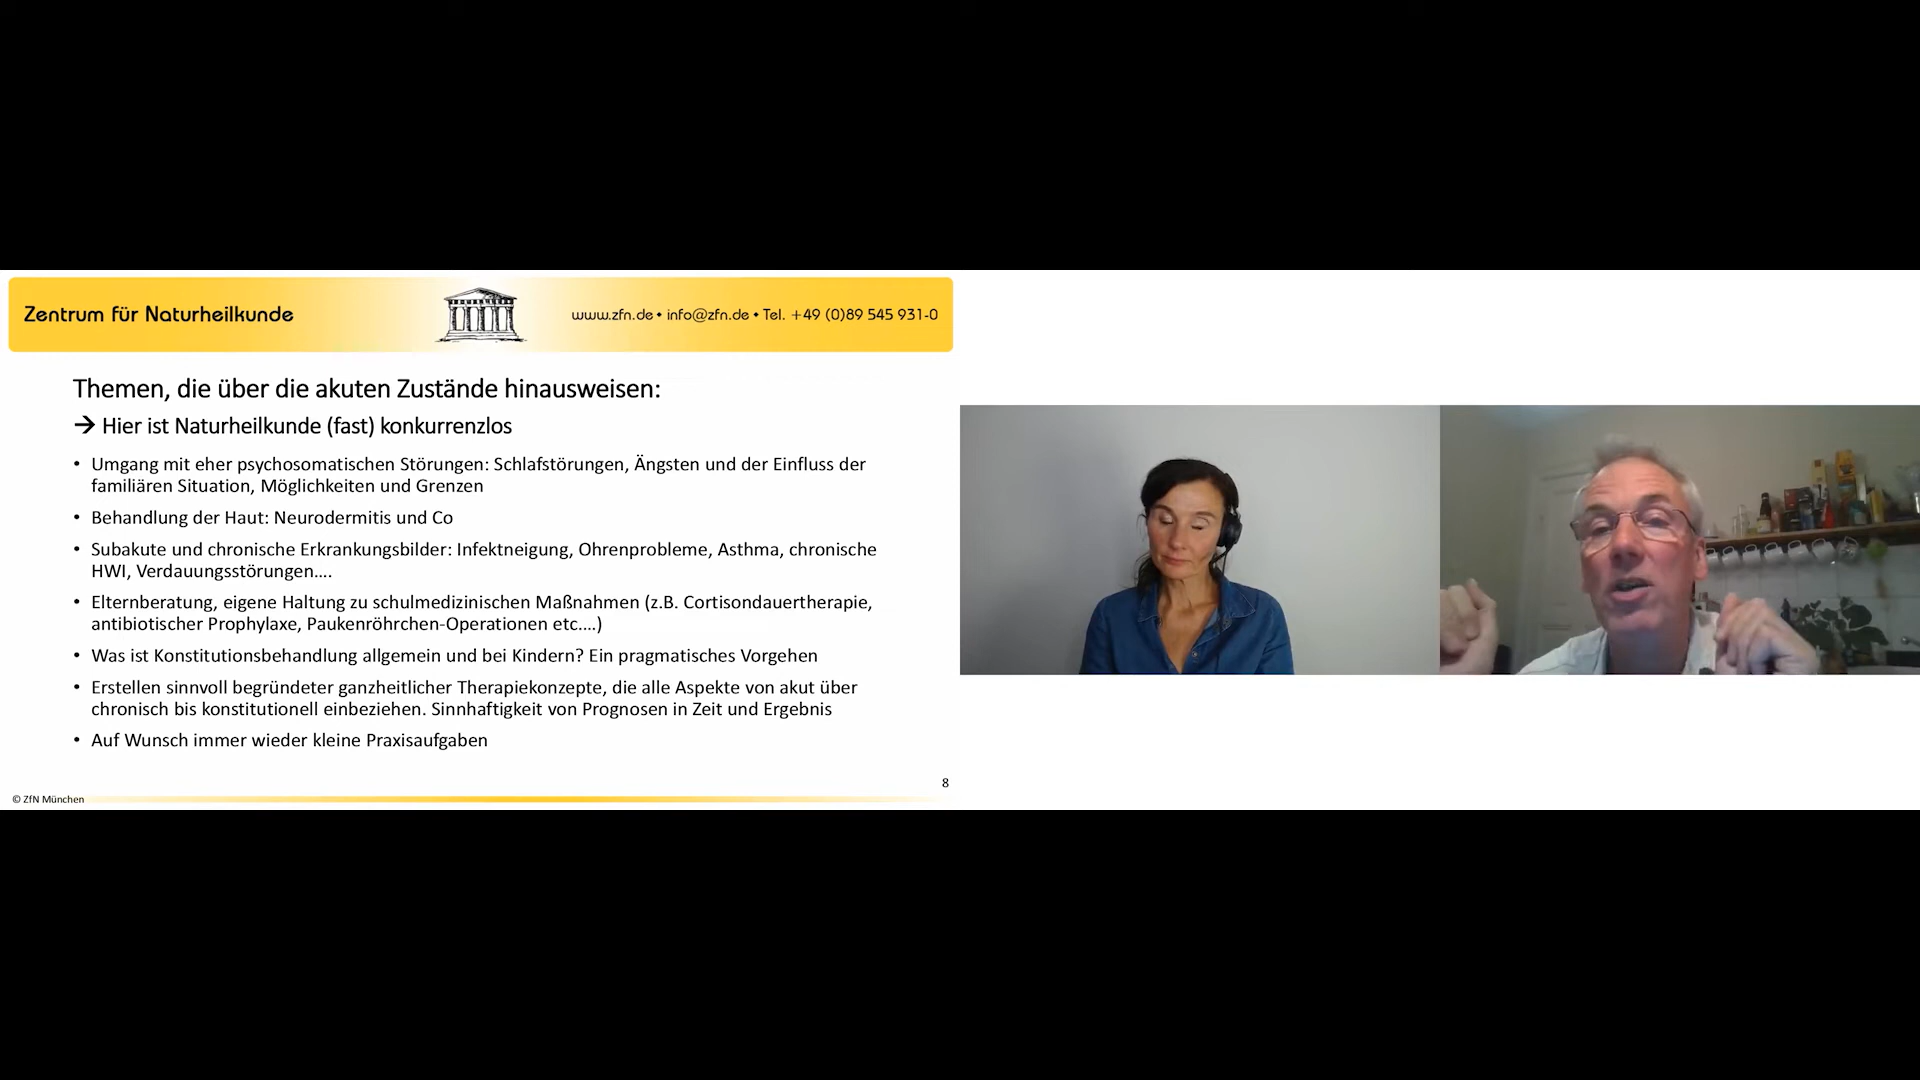 Zentrum für Naturheilkunde
www.zfn.de • info@zfn.de • Tel. +49 (0)89 545 931-0
Themen, die über die akuten Zustände hinausweisen:
→ Hier ist Naturheilkunde (fast) konkurrenzlos
• Umgang mit eher psychosomatischen Störungen: Schlafstörungen, Ängsten und der Einfluss der
familiären Situation, Möglichkeiten und Grenzen
• Behandlung der Haut: Neurodermitis und Co
• Subakute und chronische Erkrankungsbilder: Infektneigung, Ohrenprobleme, Asthma, chronische
HWI, Verdauungsstörungen....
• Elternberatung, eigene Haltung zu schulmedizinischen Maßnahmen (z.B. Cortisondauertherapie,
antibiotischer Prophylaxe, Paukenröhrchen-Operationen etc....)
• Was ist Konstitutionsbehandlung allgemein und bei Kindern? Ein pragmatisches Vorgehen
• Erstellen sinnvoll begründeter ganzheitlicher Therapiekonzepte, die alle Aspekte von akut über
chronisch bis konstitutionell einbeziehen. Sinnhaftigkeit von Prognosen in Zeit und Ergebnis
• Auf Wunsch immer wieder kleine Praxisaufgaben
8
© ZfN München